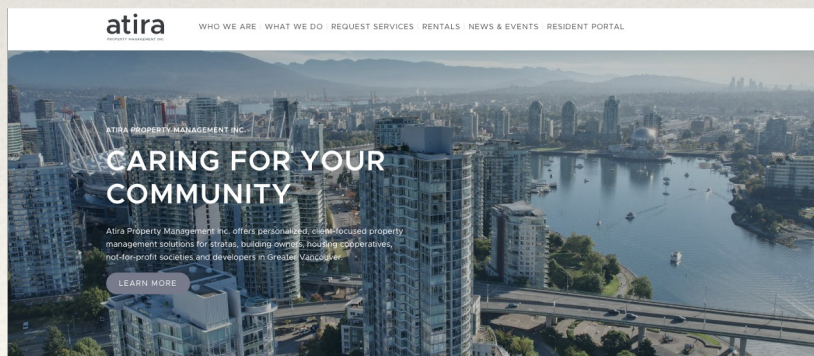 atira
PROPERTY MANAGEMENT INC
WHO WE ARE WHAT WE DO REQUEST SERVICES RENTALS NEWS & EVENTS RESIDENT PORTAL
ATIRA PROPERTY MANAGEMENT INC.
CARING FOR YOUR
COMMUNITY
Atira Property Management Inc. offers personalized, client-focused property
management solutions for stratas, building owners, housing cooperatives,
not-for-profit societies and developers in Greater Vancouver.
LEARN MORE